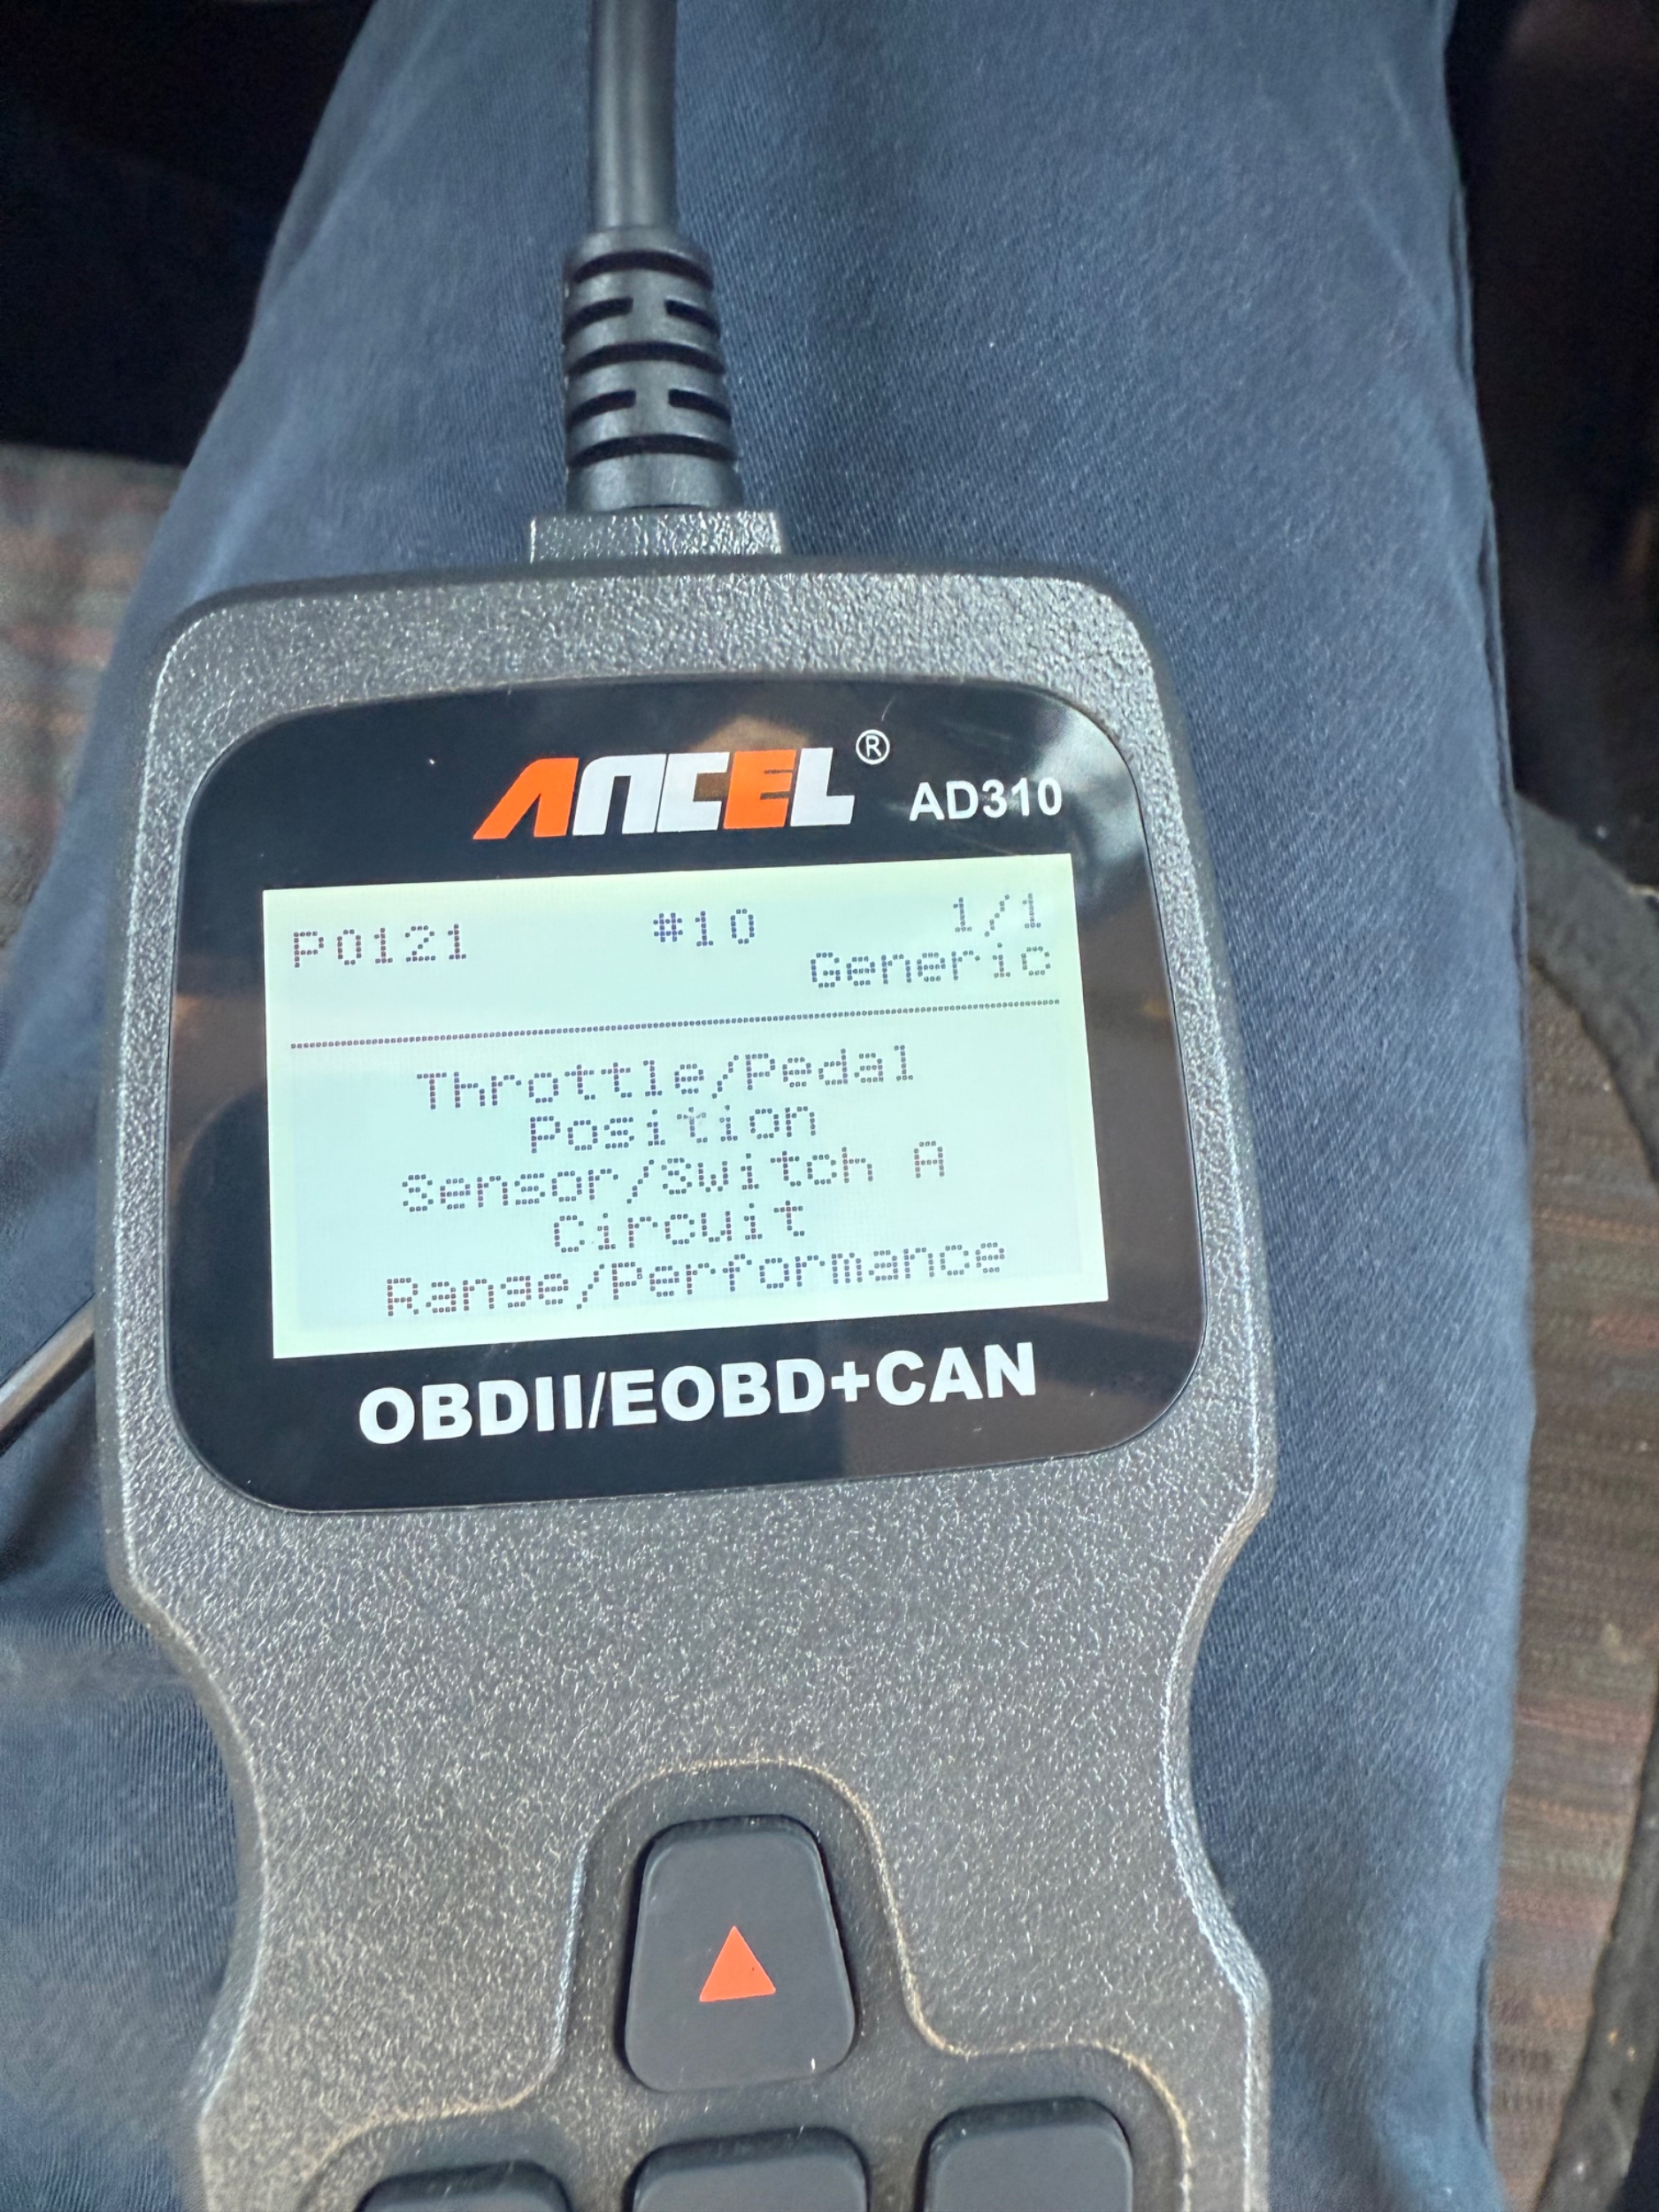 ANCEL® AD310
P0121 #10 1/1
Generic
Throttle/Pedal
Position
Sensor/Switch A
Circuit
Range/Performance
OBDII/EOBD+CAN